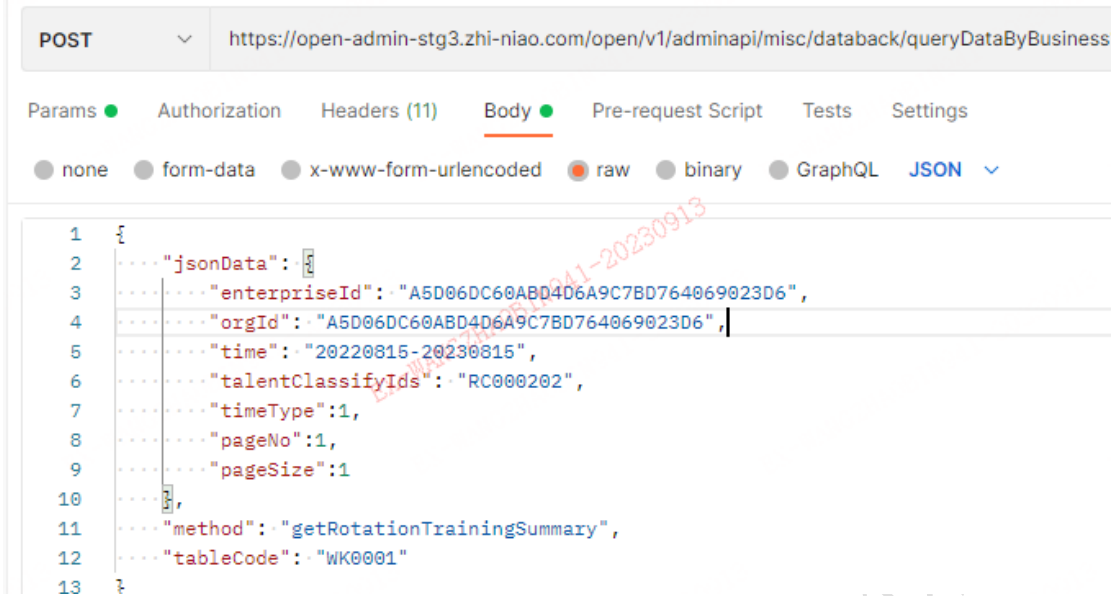 POST https://open-admin-stg3.zhi-niao.com/open/v1/adminapi/misc/databack/queryDataByBusiness
Params Authorization Headers (11) Body Pre-request Script Tests Settings
none form-data x-www-form-urlencoded raw binary GraphQL JSON
1 {
2 "jsonData": {
3 "enterpriseId": "A5D06DC60ABD4D6A9C7BD764069023D6",
4 "orgId": "A5D06DC60ABD4D6A9C7BD764069023D6",
5 "time": "20220815-20230815",
6 "talentClassifyIds": "RC000202",
7 "timeType":1,
8 "pageNo":1,
9 "pageSize":1
10 },
11 "method": "getRotationTrainingSummary",
12 "tableCode": "WK0001"
13 }